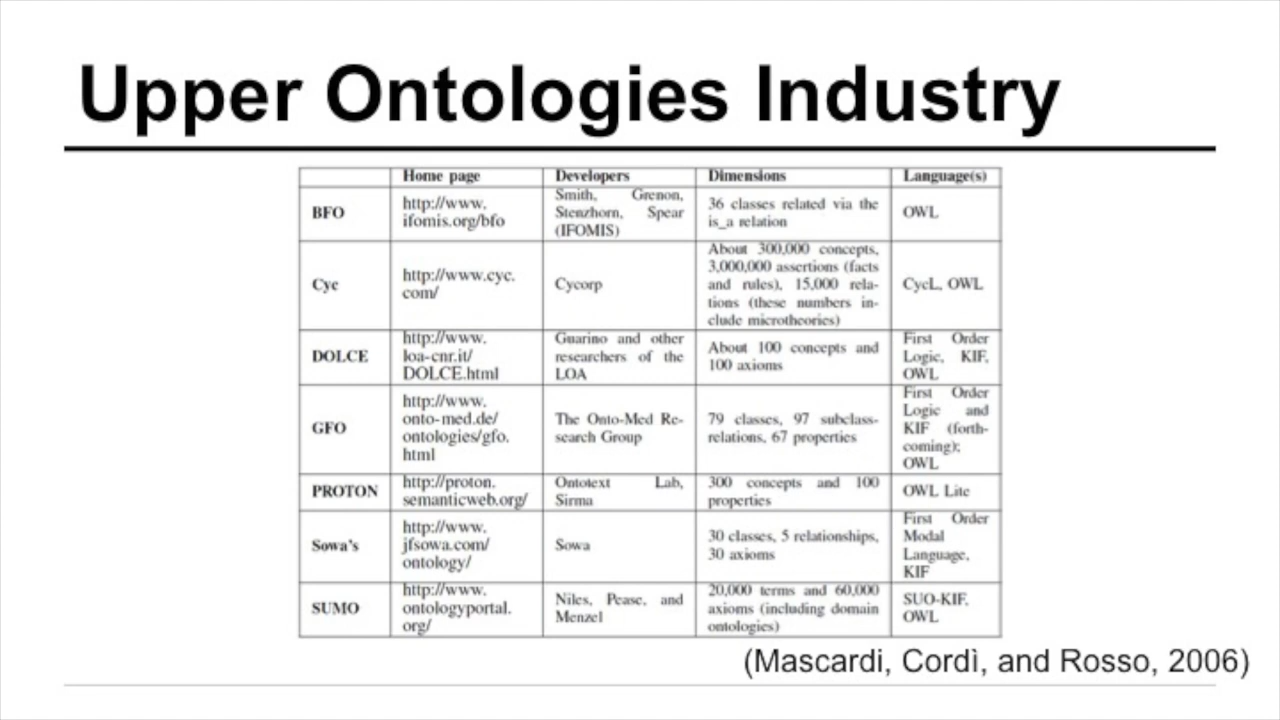 Upper Ontologies Industry
Home page Developers Dimensions Language(s)
BFO
http://www.
ifomis.org/bfo
Smith, Grenon,
Stenzhorn, Spear
(IFOMIS)
36 classes related via the
is_a relation
OWL
Cyc
http://www.cyc.
com/
Cycorp
About 300,000 concepts,
3,000,000 assertions (facts
and rules), 15,000 rela-
tions (these numbers in-
clude microtheories)
CycL, OWL
DOLCE
http://www.
loa-cnr.it/
DOLCE.html
Guarino and other
researchers of the
LOA
About 100 concepts and
100 axioms
First Order
Logic, KIF,
OWL
GFO
http://www.
onto-med.de/
ontologies/gfo.
html
The Onto-Med Re-
search Group
79 classes, 97 subclass-
relations, 67 properties
First Order
Logic and
KIF (forth-
coming);
OWL
PROTON
http://proton.
semanticweb.org/
Ontotext Lab,
Sirma
300 concepts and 100
properties
OWL Lite
Sowa's
http://www.
jfsowa.com/
ontology/
Sowa
30 classes, 5 relationships,
30 axioms
First Order
Modal
Language,
KIF
SUMO
http://www.
ontologyportal.
org/
Niles, Pease, and
Menzel
20,000 terms and 60,000
axioms (including domain
ontologies)
SUO-KIF,
OWL
(Mascardi, Cordì, and Rosso, 2006)